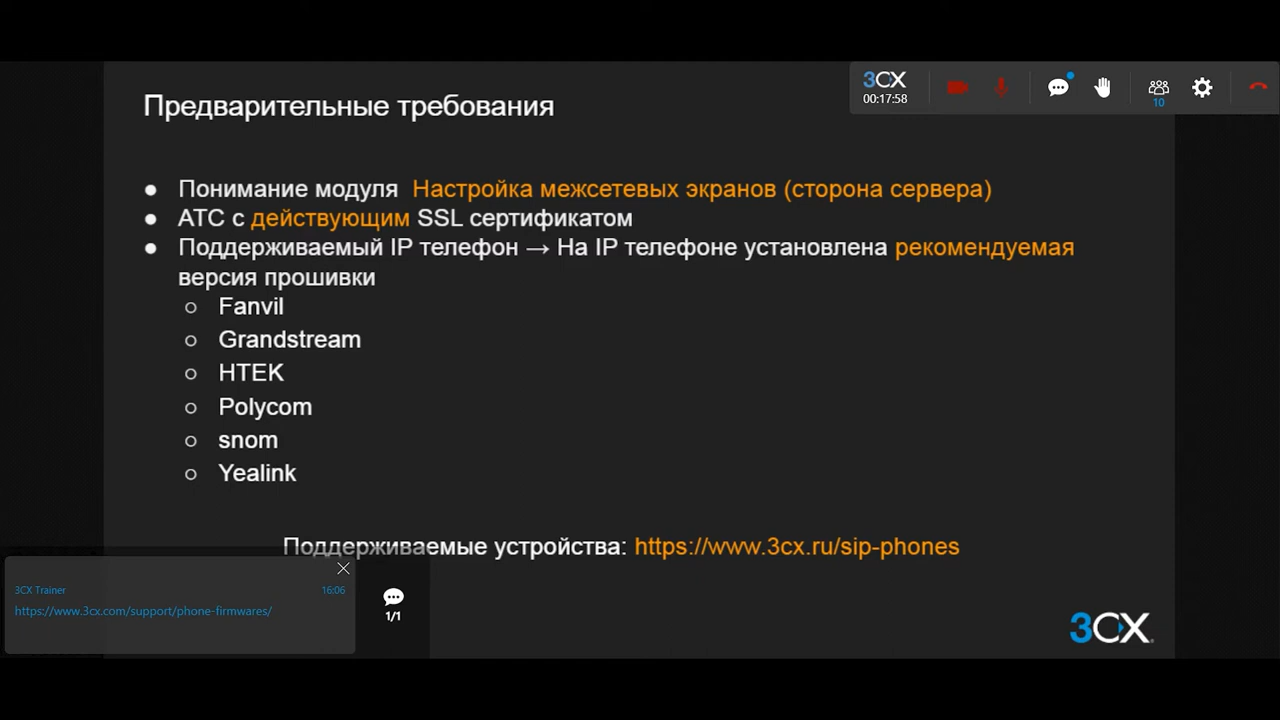 3CX
00:17:58
10
Предварительные требования
● Понимание модуля Настройка межсетевых экранов (сторона сервера)
● АТС с действующим SSL сертификатом
● Поддерживаемый IP телефон → На IP телефоне установлена рекомендуемая
версия прошивки
○ Fanvil
○ Grandstream
○ HTEK
○ Polycom
○ snom
○ Yealink
Поддерживаемые устройства: https://www.3cx.ru/sip-phones
3CX Trainer 16:06
https://www.3cx.com/support/phone-firmwares/
1/1
3CX